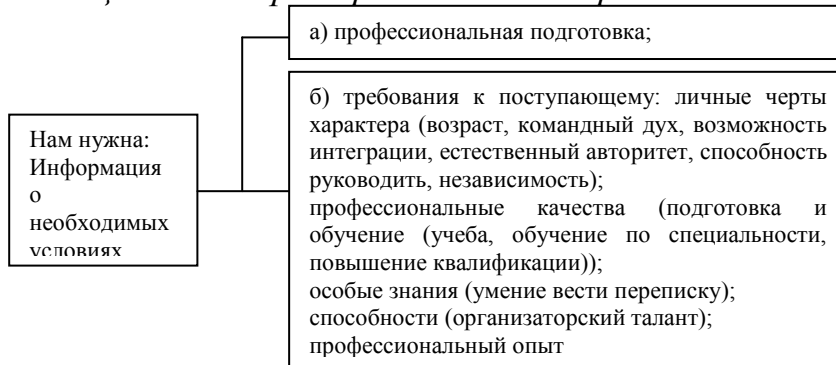 а) профессиональная подготовка;
Нам нужна:
Информация
о
необходимых
условиях
б) требования к поступающему: личные черты
характера (возраст, командный дух, возможность
интеграции, естественный авторитет, способность
руководить, независимость);
профессиональные качества (подготовка и
обучение (учеба, обучение по специальности,
повышение квалификации));
особые знания (умение вести переписку);
способности (организаторский талант);
профессиональный опыт